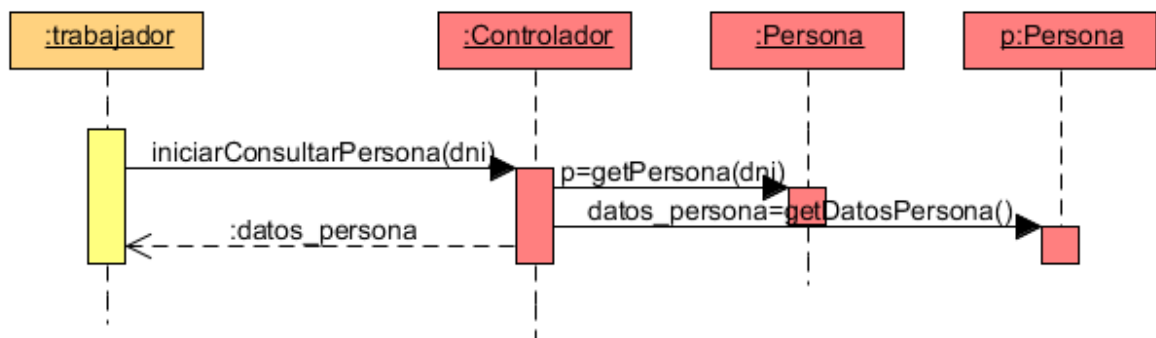 :trabajador
:Controlador
:Persona
p:Persona
iniciarConsultarPersona(dni)
p=getPersona(dni)
datos_persona=getDatosPersona()
:datos_persona